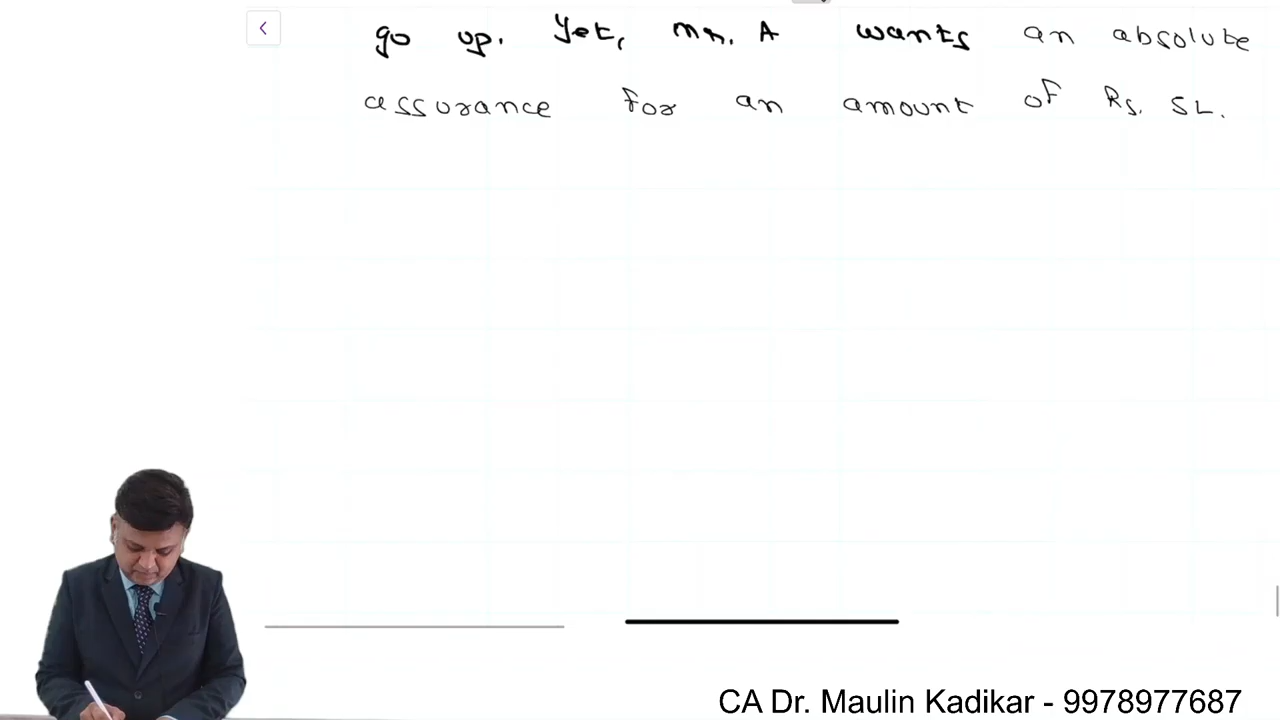 go up. Yet, Mr. A wants an absolute
assurance for an amount of Rs. 5L.
CA Dr. Maulin Kadikar - 9978977687